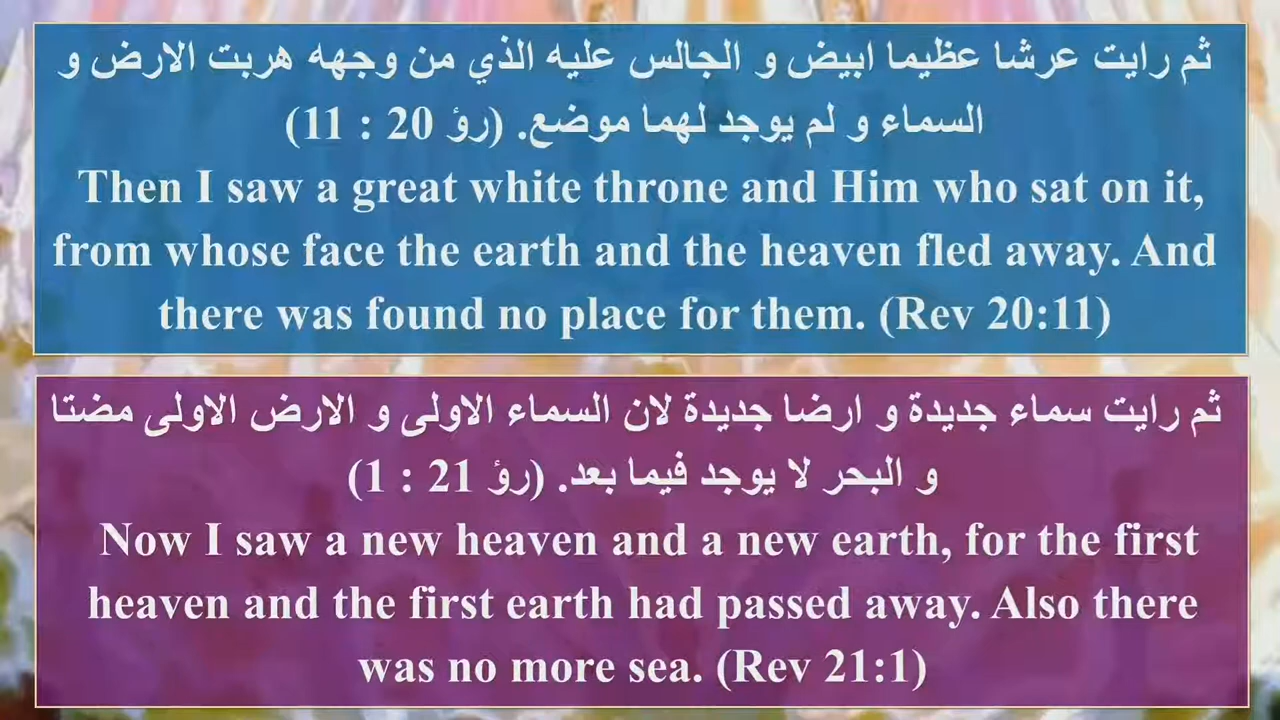 ثم رايت عرشا عظيما ابيض و الجالس عليه الذي من وجهه هربت الارض و
السماء و لم يوجد لهما موضع. (رؤ 20 : 11)
Then I saw a great white throne and Him who sat on it,
from whose face the earth and the heaven fled away. And
there was found no place for them. (Rev 20:11)
ثم رايت سماء جديدة و ارضا جديدة لان السماء الاولى و الارض الاولى مضتا
و البحر لا يوجد فيما بعد. (رؤ 21 : 1)
Now I saw a new heaven and a new earth, for the first
heaven and the first earth had passed away. Also there
was no more sea. (Rev 21:1)